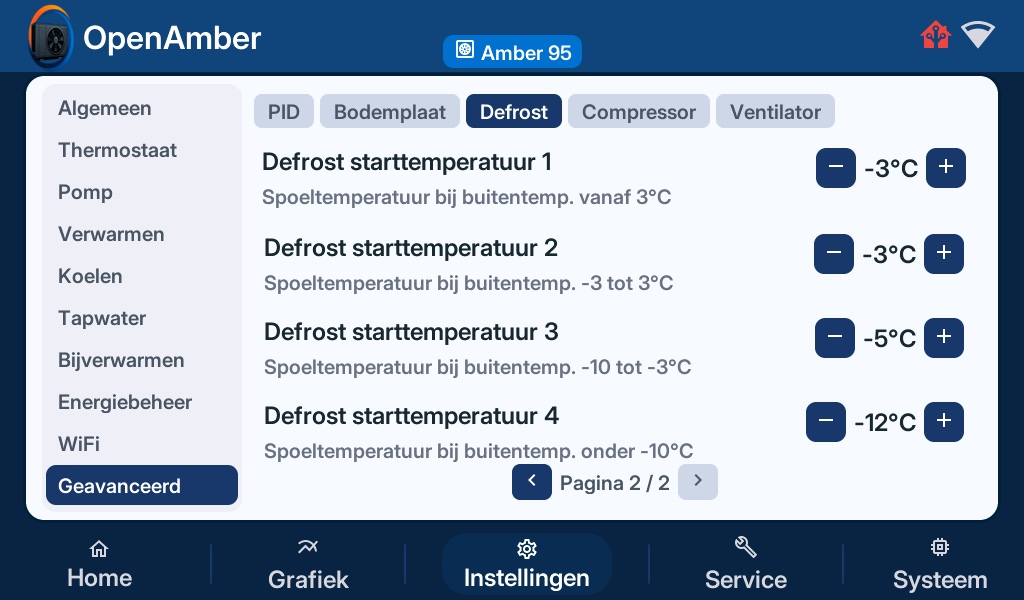 OpenAmber
Amber 95
Algemeen
Thermostaat
Pomp
Verwarmen
Koelen
Tapwater
Bijverwarmen
Energiebeheer
WiFi
Geavanceerd
PID Bodemplaat Defrost Compressor Ventilator
Defrost starttemperatuur 1
Spoeltemperatuur bij buitentemp. vanaf 3°C
− -3°C +
Defrost starttemperatuur 2
Spoeltemperatuur bij buitentemp. -3 tot 3°C
− -3°C +
Defrost starttemperatuur 3
Spoeltemperatuur bij buitentemp. -10 tot -3°C
− -5°C +
Defrost starttemperatuur 4
Spoeltemperatuur bij buitentemp. onder -10°C
− -12°C +
Pagina 2 / 2
Home Grafiek Instellingen Service Systeem